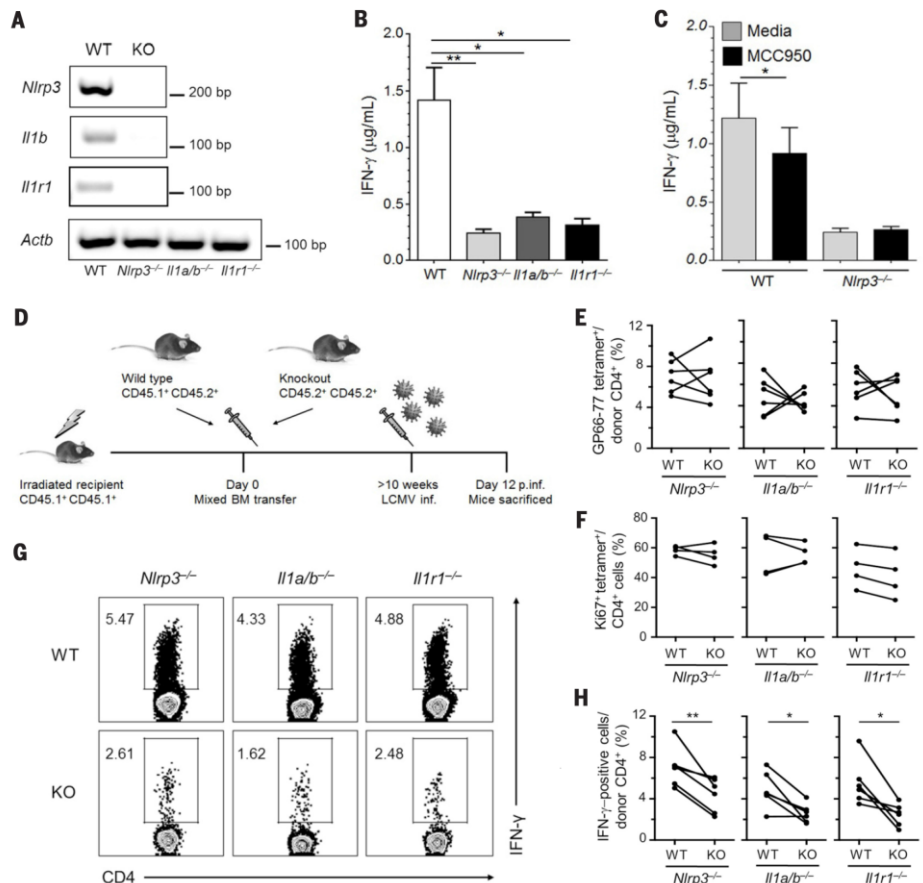 A
WT KO
Nlrp3
200 bp
Il1b
100 bp
Il1r1
100 bp
Actb
100 bp
WT Nlrp3–/– Il1a/b–/– Il1r1–/–
B
IFN-γ (μg/mL)
2.0
1.5
1.0
0.5
0.0
*
*
**
WT Nlrp3–/– Il1a/b–/– Il1r1–/–
C
Media
MCC950
IFN-γ (μg/mL)
2.0
1.5
1.0
0.5
0.0
*
WT Nlrp3–/–
D
Wild type
CD45.1+ CD45.2+
Knockout
CD45.2+ CD45.2+
Irradiated recipient
CD45.1+ CD45.1+
Day 0
Mixed BM transfer
>10 weeks
LCMV inf.
Day 12 p.inf.
Mice sacrificed
E
GP66-77 tetramer+/
donor CD4+ (%)
12
8
4
0
WT KO WT KO WT KO
Nlrp3–/– Il1a/b–/– Il1r1–/–
F
Ki67+ tetramer+/
CD4+ cells (%)
80
60
40
20
0
WT KO WT KO WT KO
Nlrp3–/– Il1a/b–/– Il1r1–/–
G
Nlrp3–/– Il1a/b–/– Il1r1–/–
WT
5.47 4.33 4.88
KO
2.61 1.62 2.48
IFN-γ
CD4
H
IFN-γ–positive cells/
donor CD4+ (%)
12
8
4
0
** * *
WT KO WT KO WT KO
Nlrp3–/– Il1a/b–/– Il1r1–/–